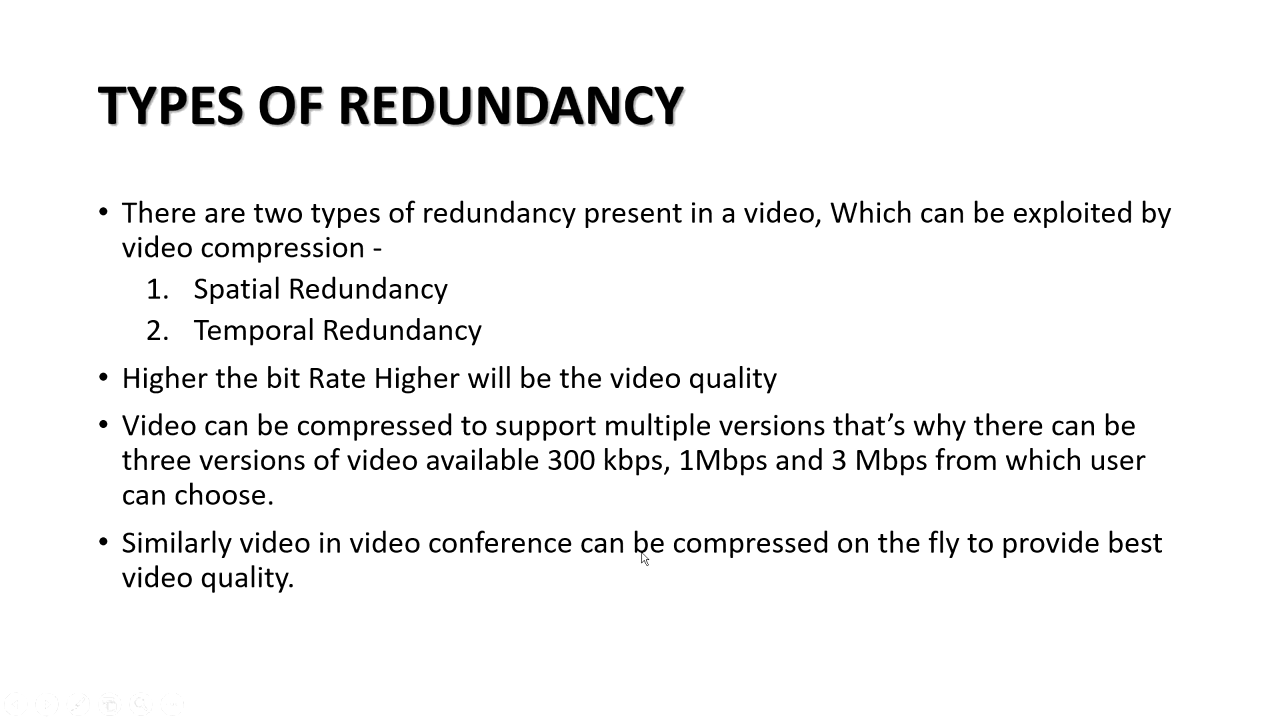 TYPES OF REDUNDANCY
• There are two types of redundancy present in a video, Which can be exploited by
video compression -
1. Spatial Redundancy
2. Temporal Redundancy
• Higher the bit Rate Higher will be the video quality
• Video can be compressed to support multiple versions that’s why there can be
three versions of video available 300 kbps, 1Mbps and 3 Mbps from which user
can choose.
• Similarly video in video conference can be compressed on the fly to provide best
video quality.